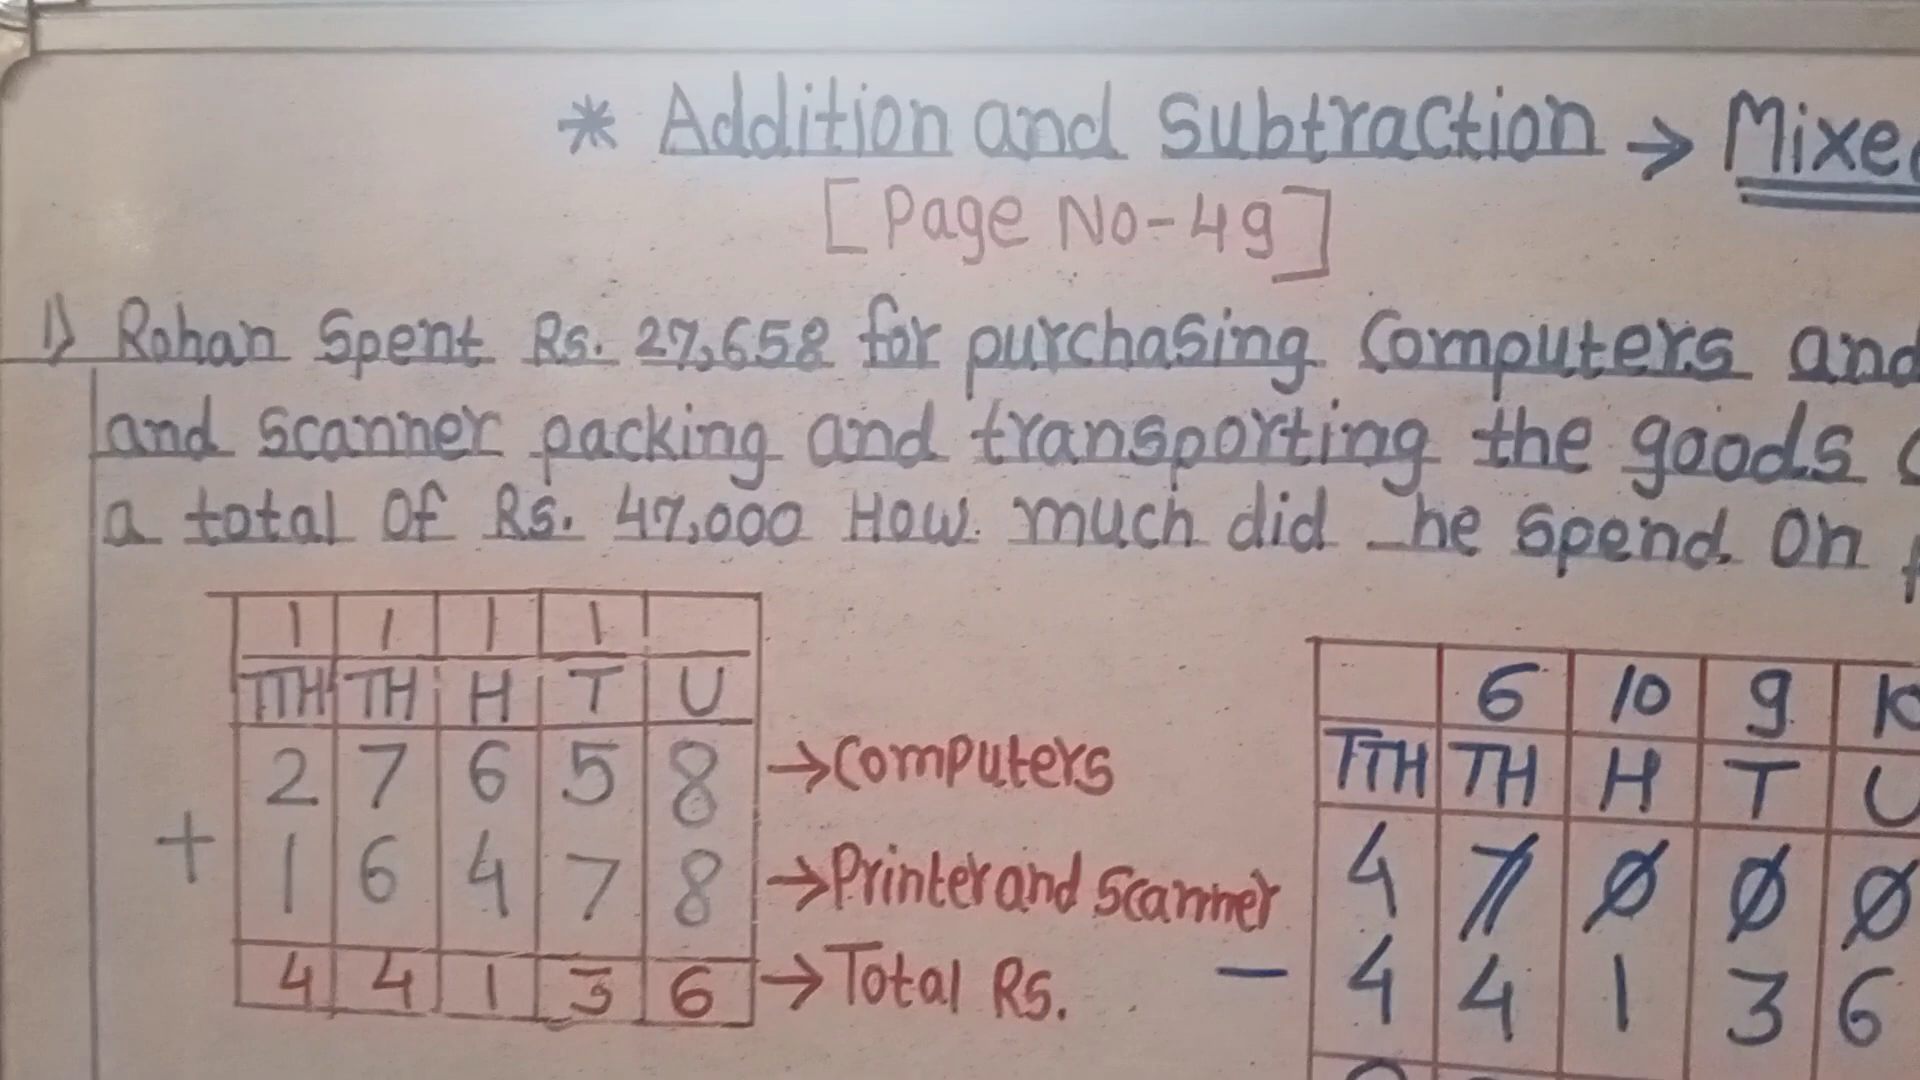 * Addition and Subtraction →
[Page No-49]
1) Rohan Spent Rs. 27,658 for purchasing Computers and
and Scanner packing and transporting the goods
a total Of Rs. 47,000 How much did he Spend On
1 1 1 1
TTH TH H T U
2 7 6 5 8 → Computers
+ 1 6 4 7 8 → Printer and Scanner
4 4 1 3 6 → Total Rs.
6 10 9
TTH TH H T U
4 7 0 0 0
- 4 4 1 3 6